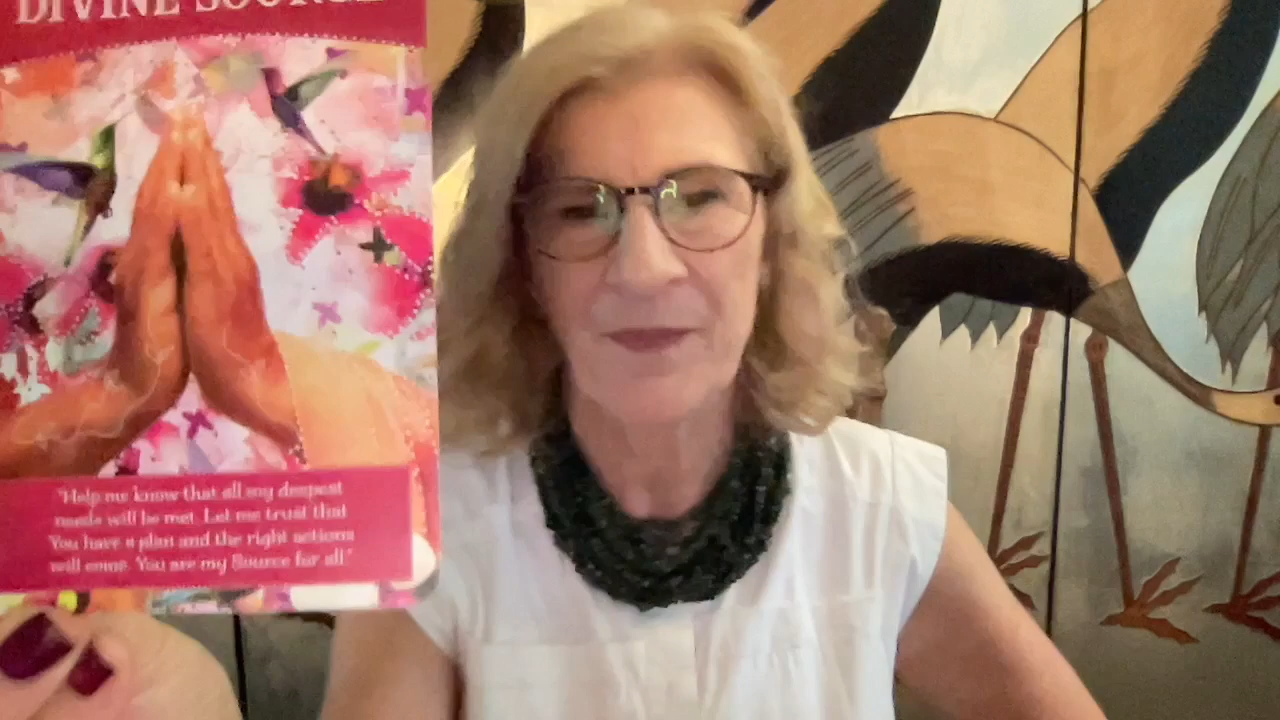 DIVINE SOURCE
"Help me know that all my deepest
needs will be met. Let me trust that
You have a plan and the right actions
will come. You are my Source for all."